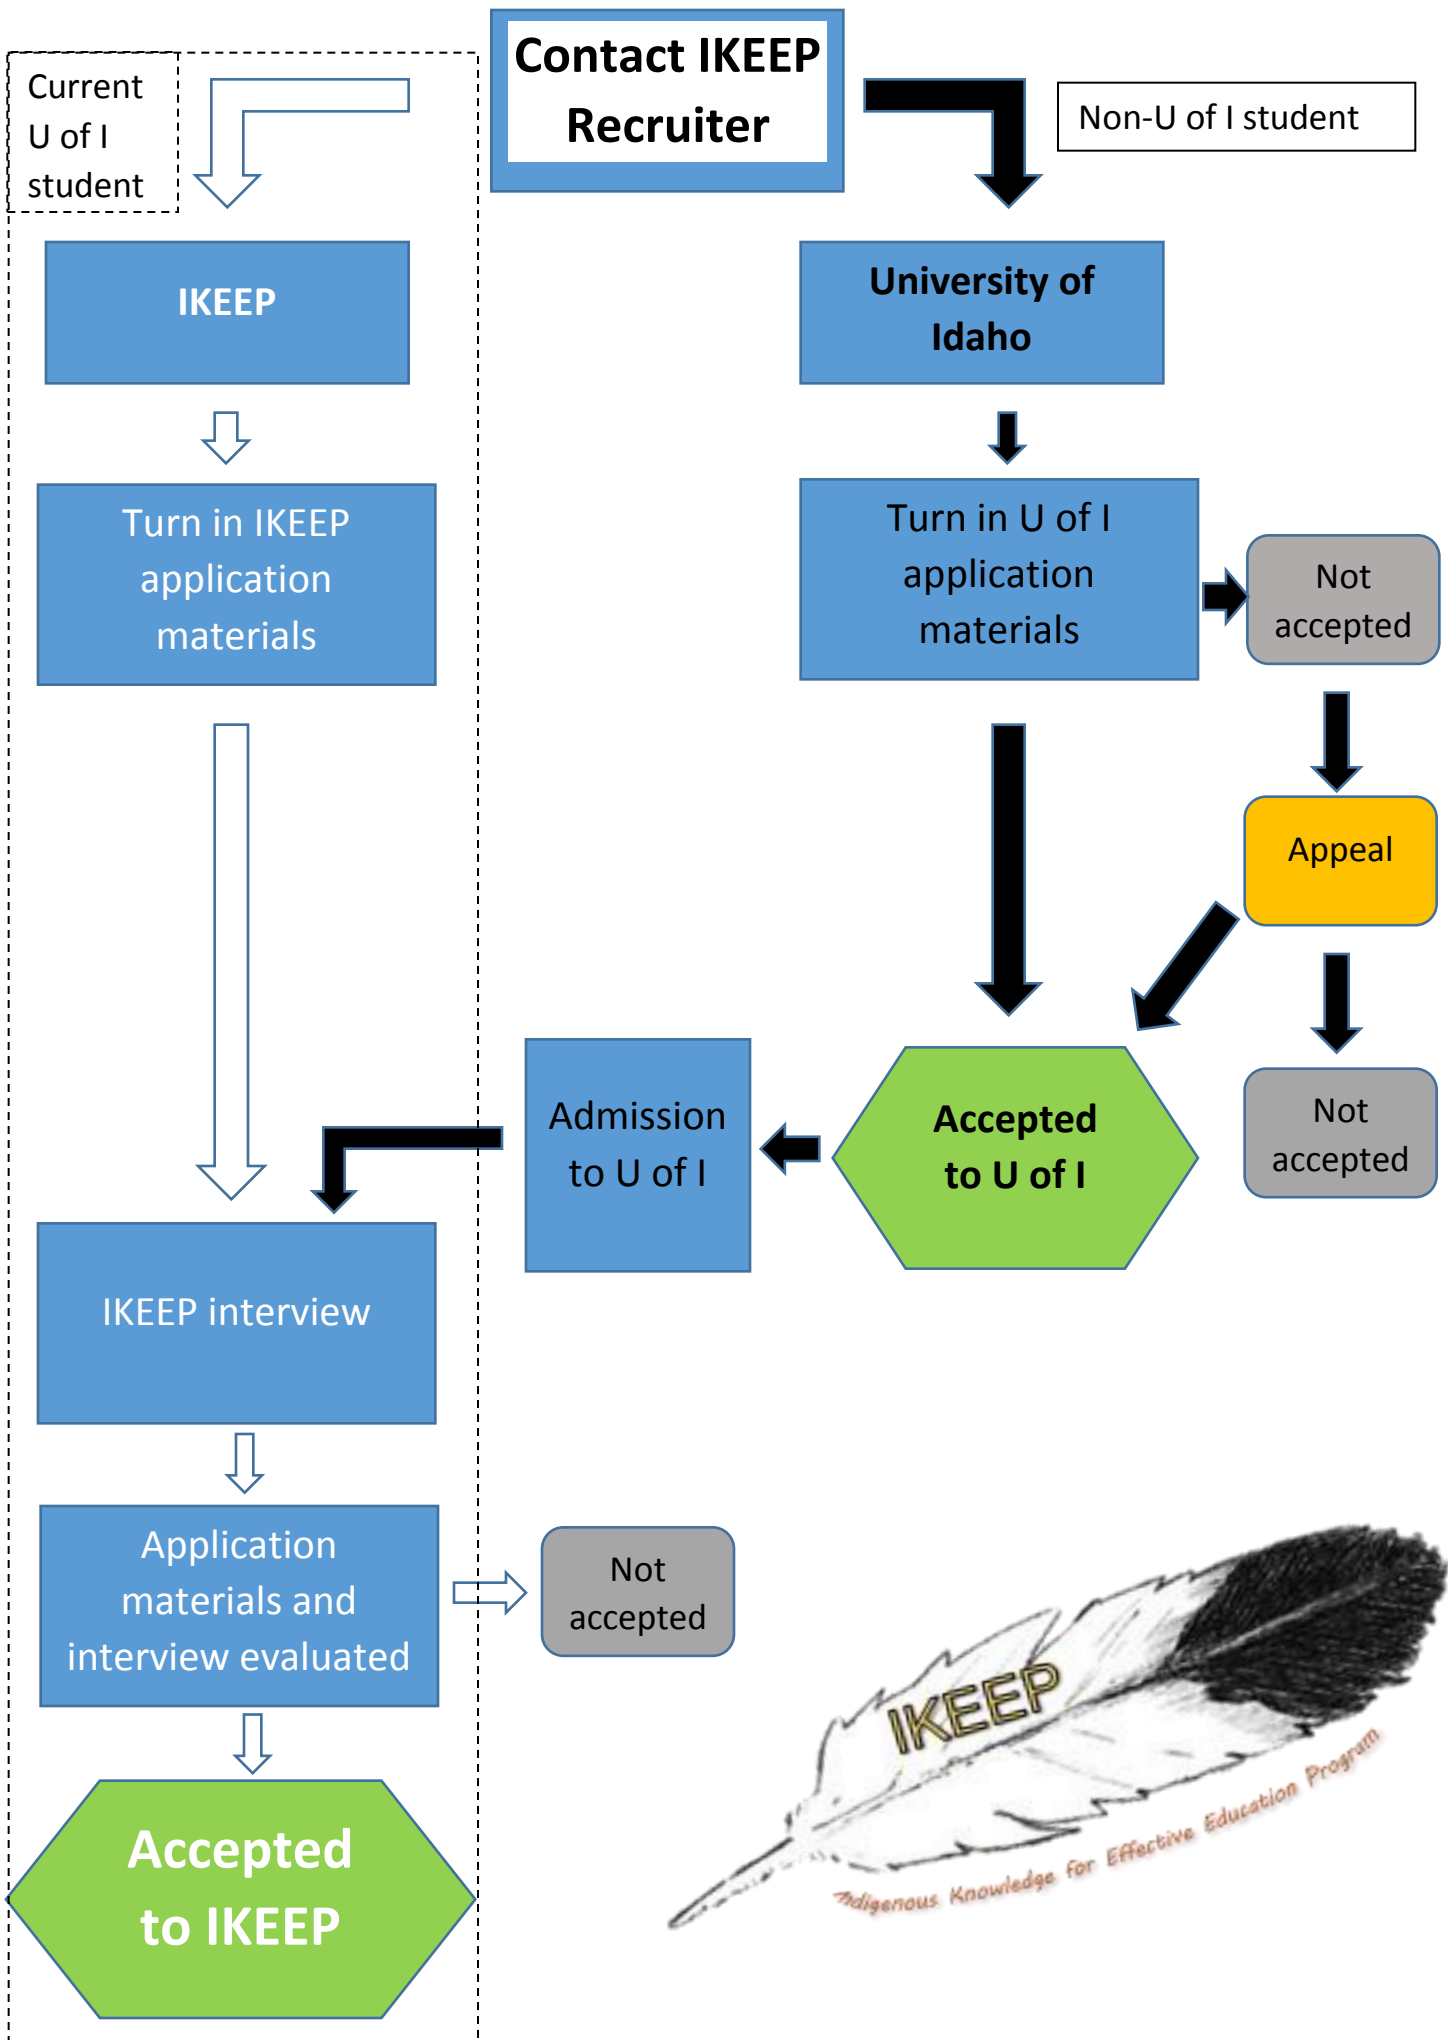 Contact IKEEP
Recruiter
Current
U of I
student
Non-U of I student
IKEEP
University of
Idaho
Turn in IKEEP
application
materials
Turn in U of I
application
materials
Not
accepted
Appeal
Not
accepted
Accepted
to U of I
Admission
to U of I
IKEEP interview
Application
materials and
interview evaluated
Not
accepted
Accepted
to IKEEP
IKEEP
Indigenous Knowledge for Effective Education Program